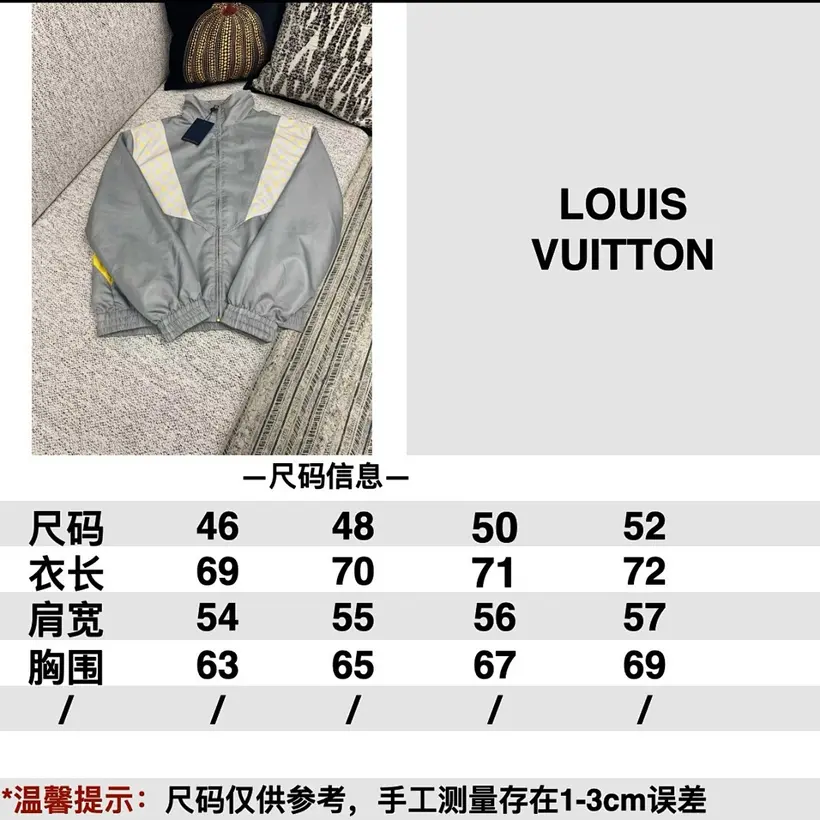 LOUIS
VUITTON
—尺码信息—
尺码 46 48 50 52
衣长 69 70 71 72
肩宽 54 55 56 57
胸围 63 65 67 69
/ / / / /
*温馨提示：尺码仅供参考，手工测量存在1-3cm误差